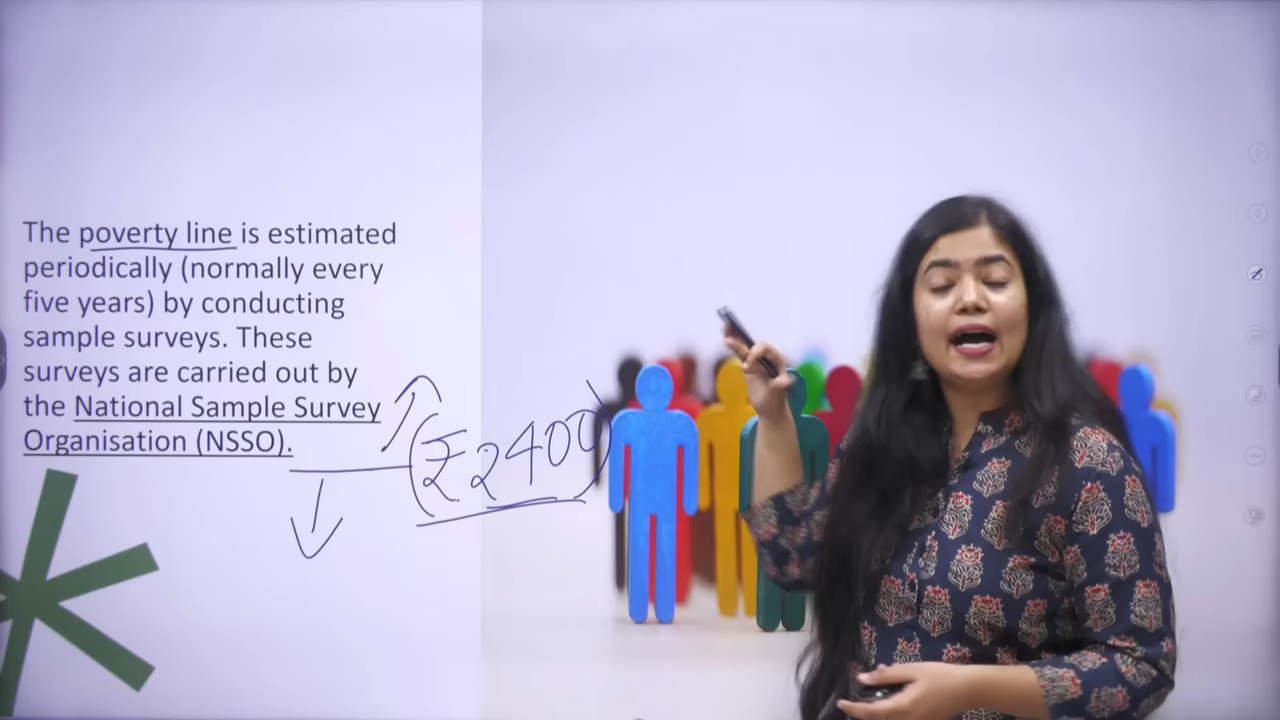 The poverty line is estimated
periodically (normally every
five years) by conducting
sample surveys. These
surveys are carried out by
the National Sample Survey
Organisation (NSSO).
(₹2400)